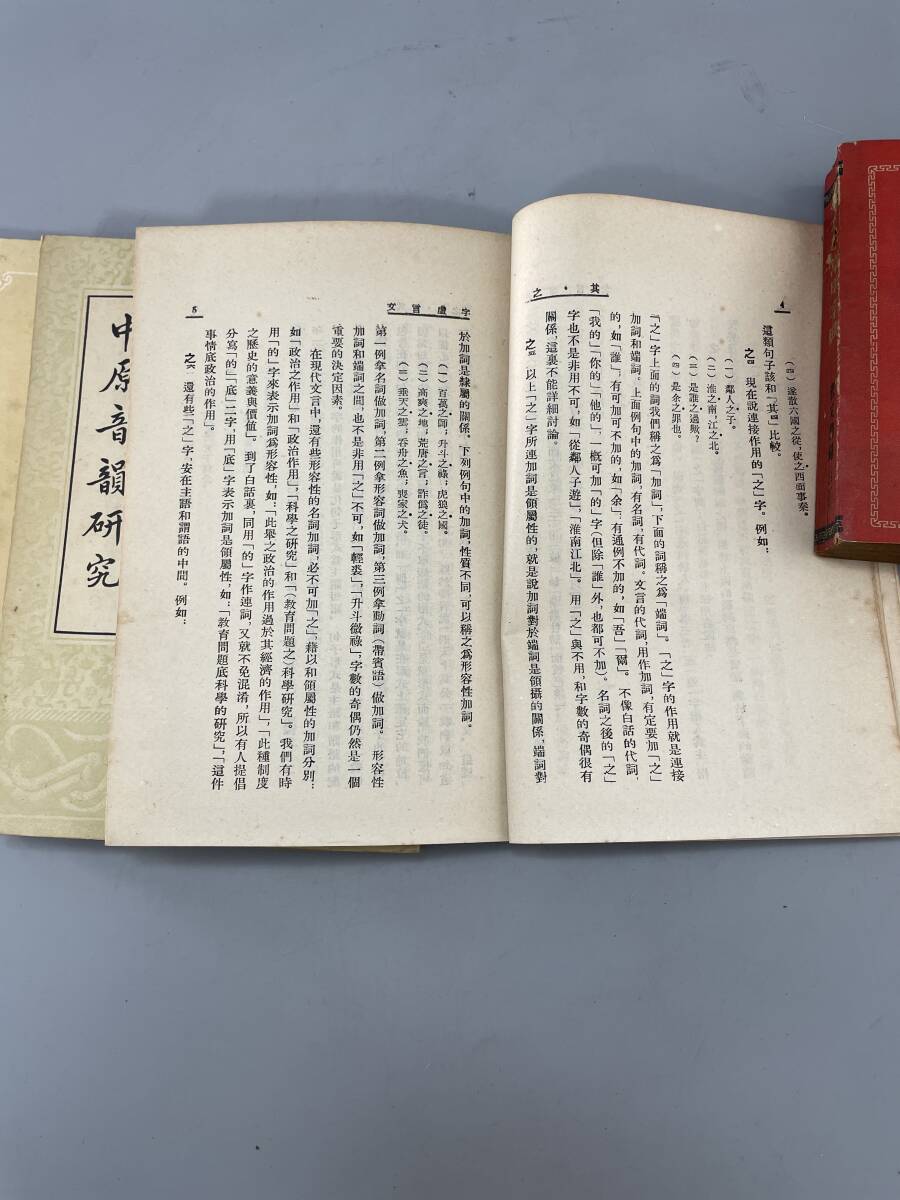 4
其・之
(四) 遂散六國之從，使之西面事秦。
這類句子該和「其四」比較。
之四　現在說連接作用的「之」字。例如：
(一) 鄰人之子。
(二) 淮之南，江之北。
(三) 是誰之過歟？
(四) 是余之罪也。
「之」字上面的詞我們稱之爲「加詞」，下面的詞稱之爲「端詞」。「之」字的作用就是連接
加詞和端詞。上面例句中的加詞，有名詞，有代詞。文言的代詞，用作加詞，有定要加「之」
的，如「誰」；有可加可不加的，如「余」；有通例不加的，如「吾」「爾」。不像白話的代詞，
「我的」「你的」「他的」，一概可加「的」字(但除「誰」外，也都可不加)。名詞之後的「之」
字也不是非用不可，如「從鄰人子遊」，「淮南江北」。用「之」與不用，和字數的奇偶很有
關係，這裏不能詳細討論。
之五　以上「之」字所連加詞是領屬性的，就是說加詞對於端詞是領攝的關係，端詞對
文言虛字
5
於加詞是隸屬的關係。下列例句中的加詞，性質不同，可以稱之爲形容性加詞。
(一) 百萬之師，升斗之祿；虎狼之國。
(二) 高爽之地；荒唐之言；詐僞之徒。
(三) 垂天之雲；吞舟之魚；喪家之犬。
第一例拿名詞做加詞，第二例拿形容詞做加詞，第三例拿動詞(帶賓語)做加詞。形容性
加詞和端詞之間，也不是非用「之」不可，如「輕裘」，「升斗微祿」，字數的奇偶仍然是一個
重要的決定因素。
在現代文言中，還有些形容性的名詞加詞，必不可加「之」，藉以和領屬性的加詞分別：
如「政治之作用」和「政治作用」，「科學之研究」和「(教育問題之)科學研究」。我們有時
用「的」字來表示加詞爲形容性，如：「此舉之政治的作用過於其經濟的作用」，「此種制度
之歷史的意義與價值」。到了白話裏，同用「的」字作連詞，又就不免混淆，所以有人提倡
分寫「的」「底」二字，用「底」字表示加詞是領屬性，如：「教育問題底科學的研究」，「這件
事情底政治的作用」。
之六　還有些「之」字，安在主語和謂語的中間。例如：
中原音韻研究